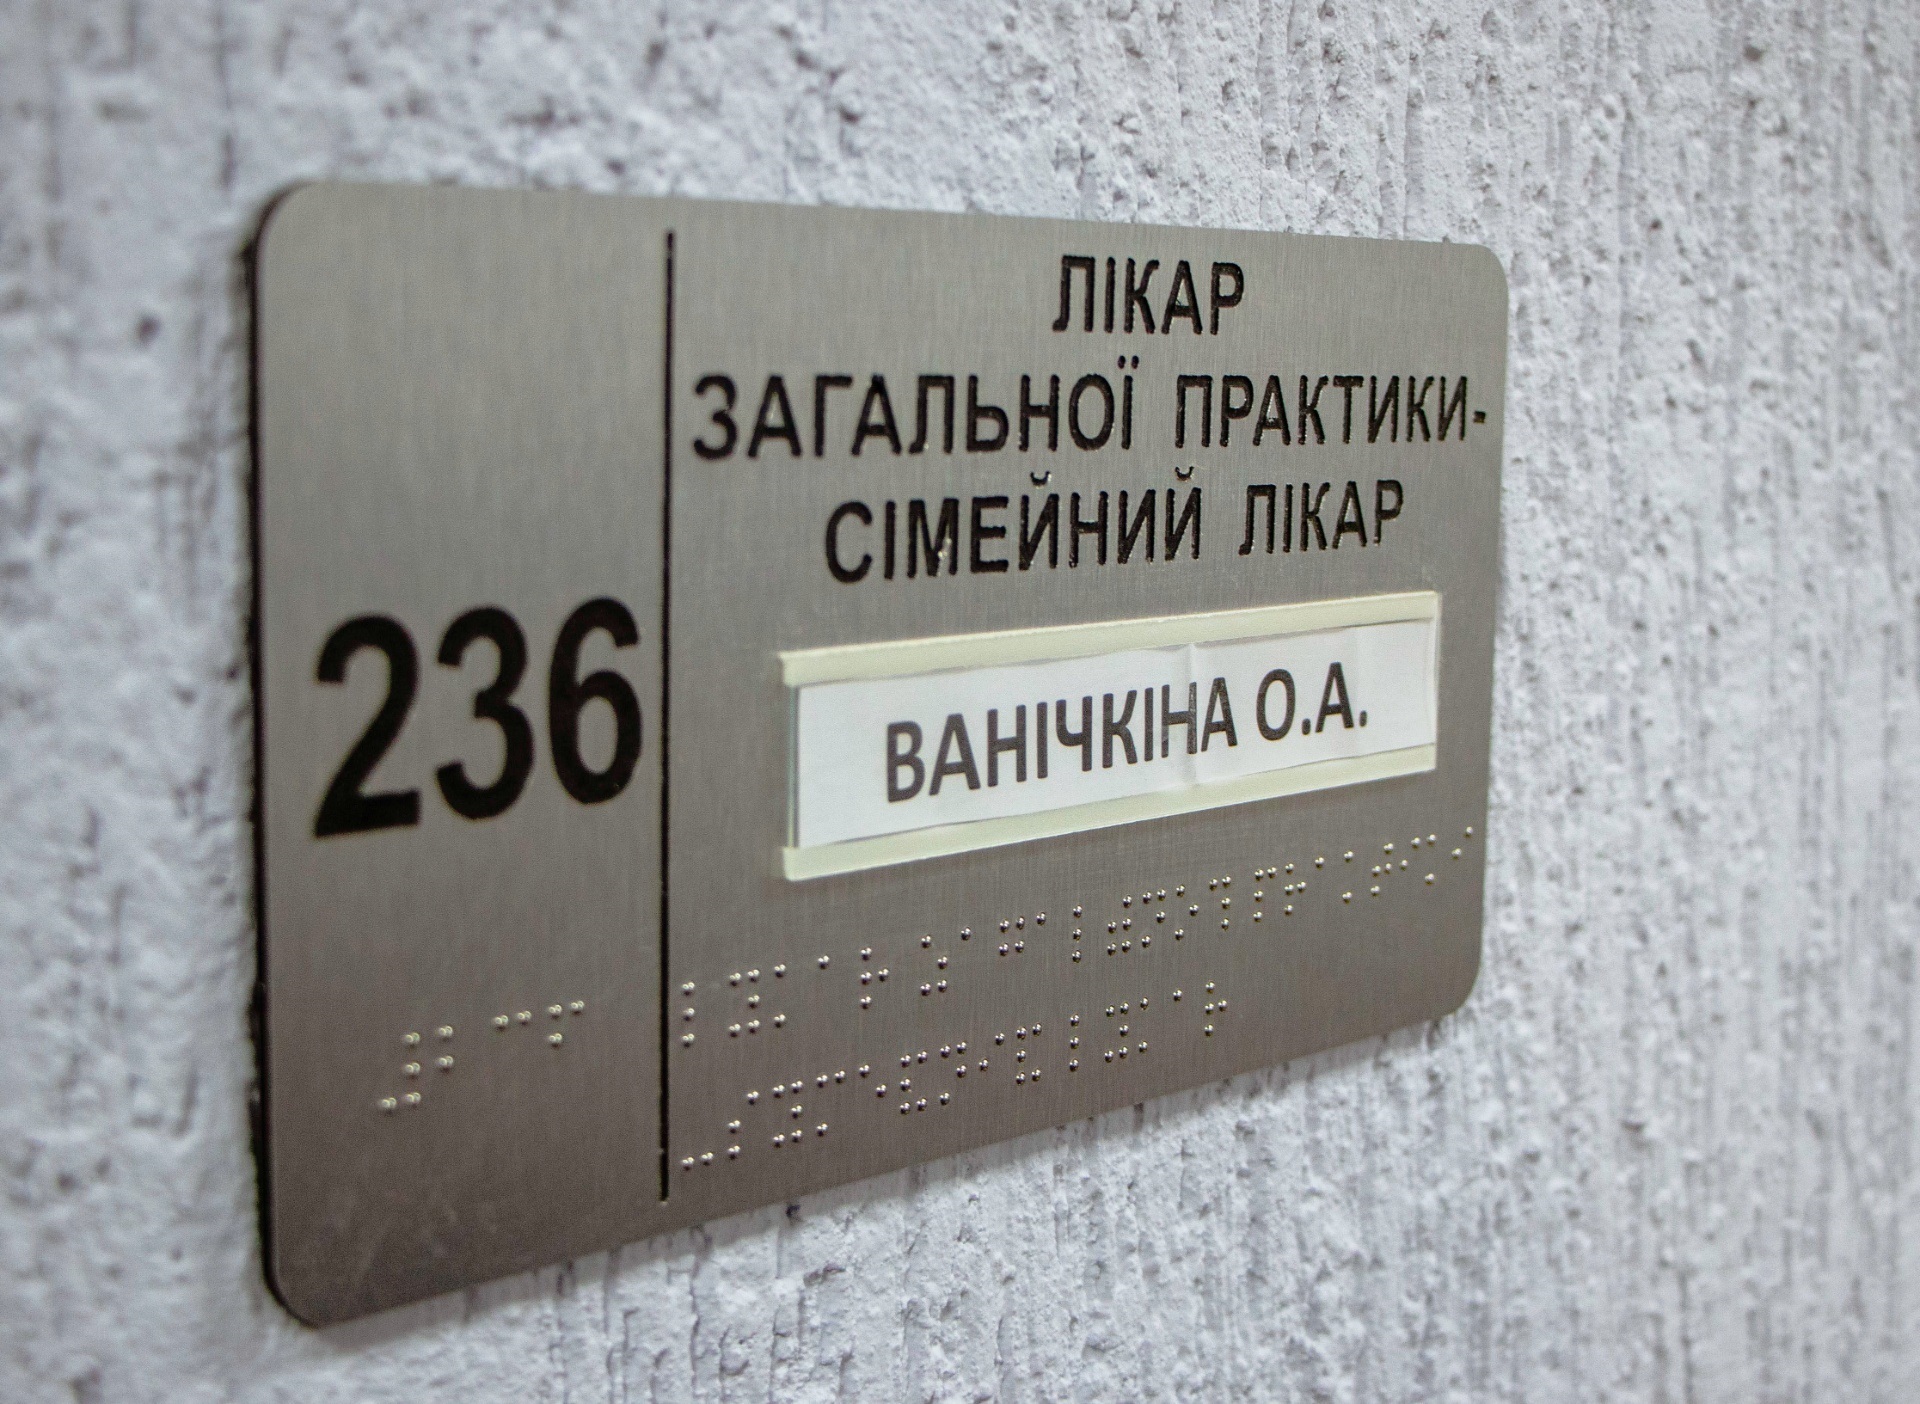 236
ЛІКАР
ЗАГАЛЬНОЇ ПРАКТИКИ-
СІМЕЙНИЙ ЛІКАР
ВАНІЧКІНА О.А.